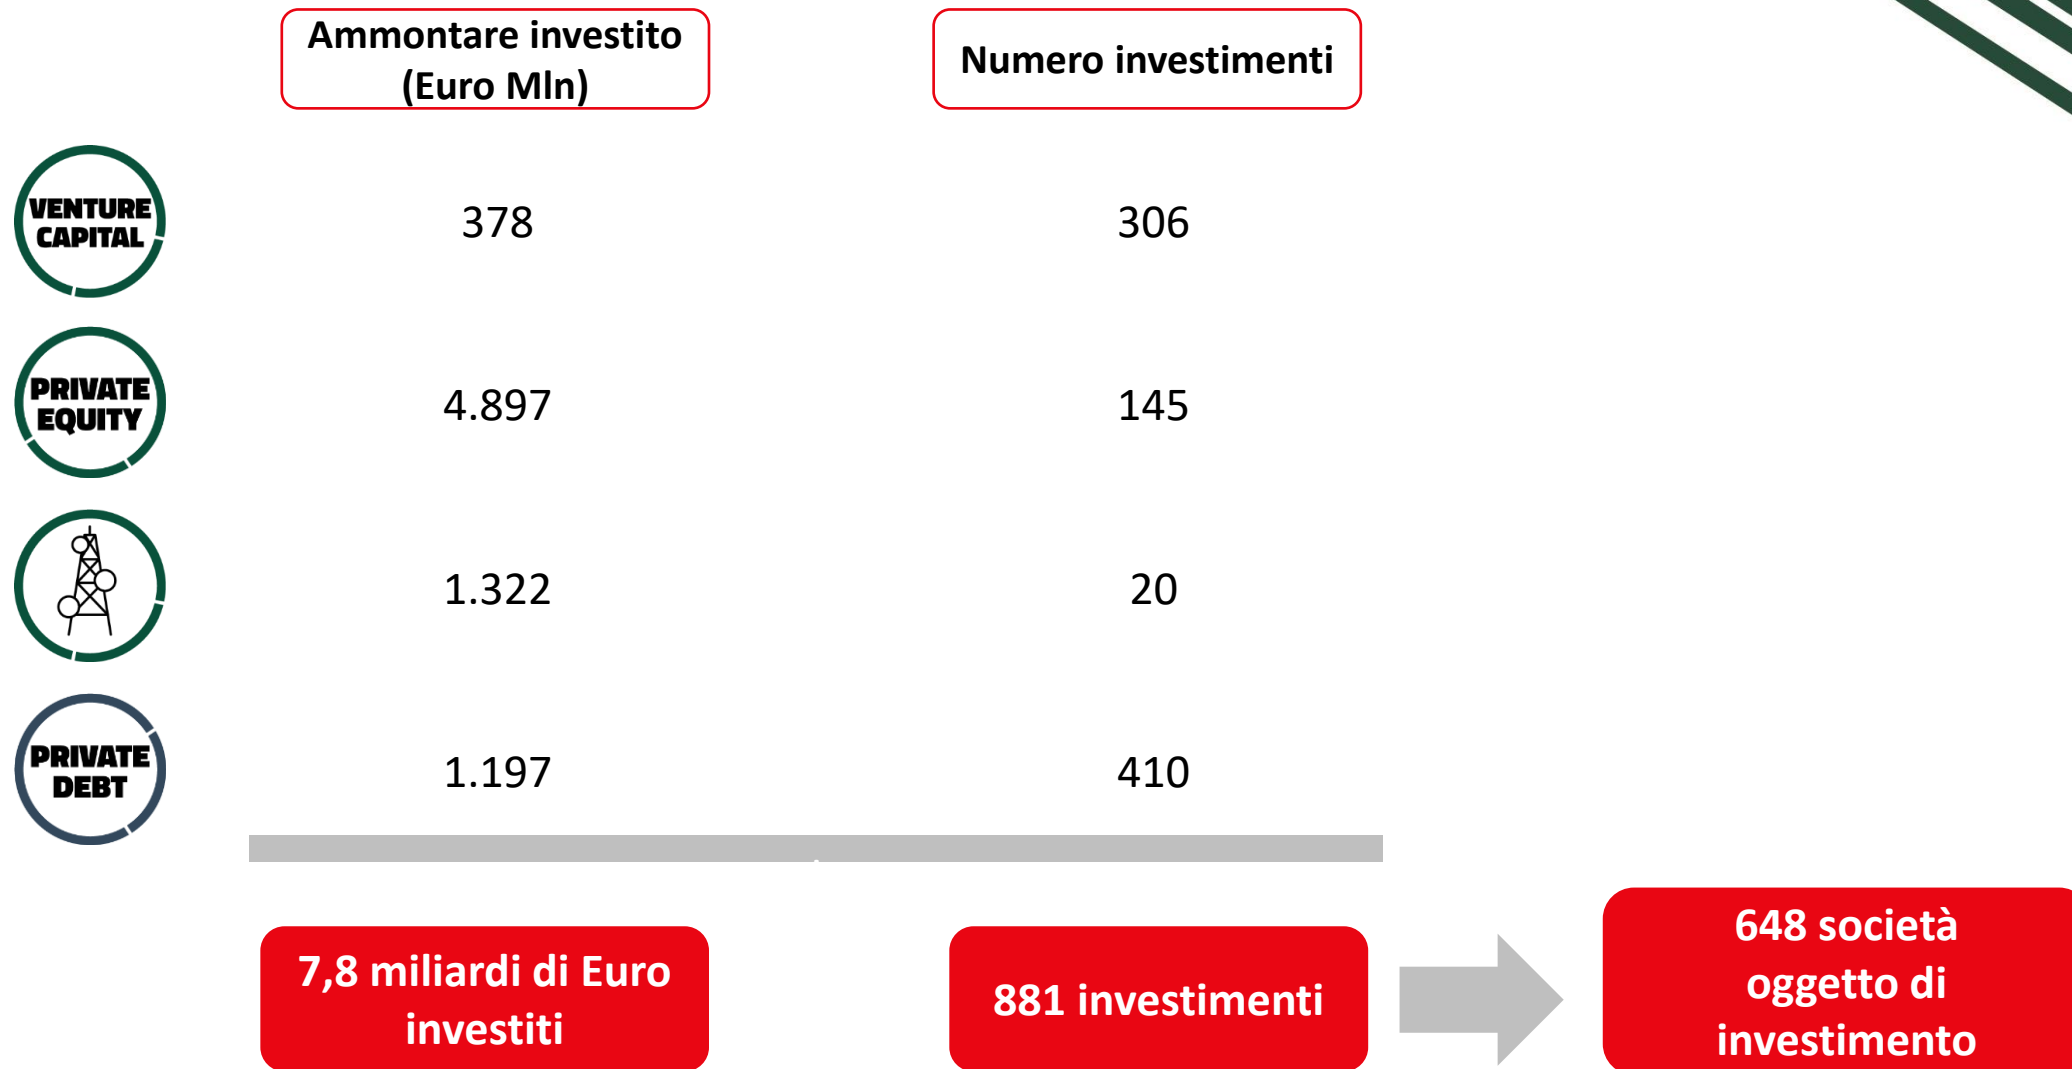 Ammontare investito
(Euro Mln)
Numero investimenti
VENTURE
CAPITAL
378
306
PRIVATE
EQUITY
4.897
145
1.322
20
PRIVATE
DEBT
1.197
410
7,8 miliardi di Euro
investiti
881 investimenti
648 società
oggetto di
investimento